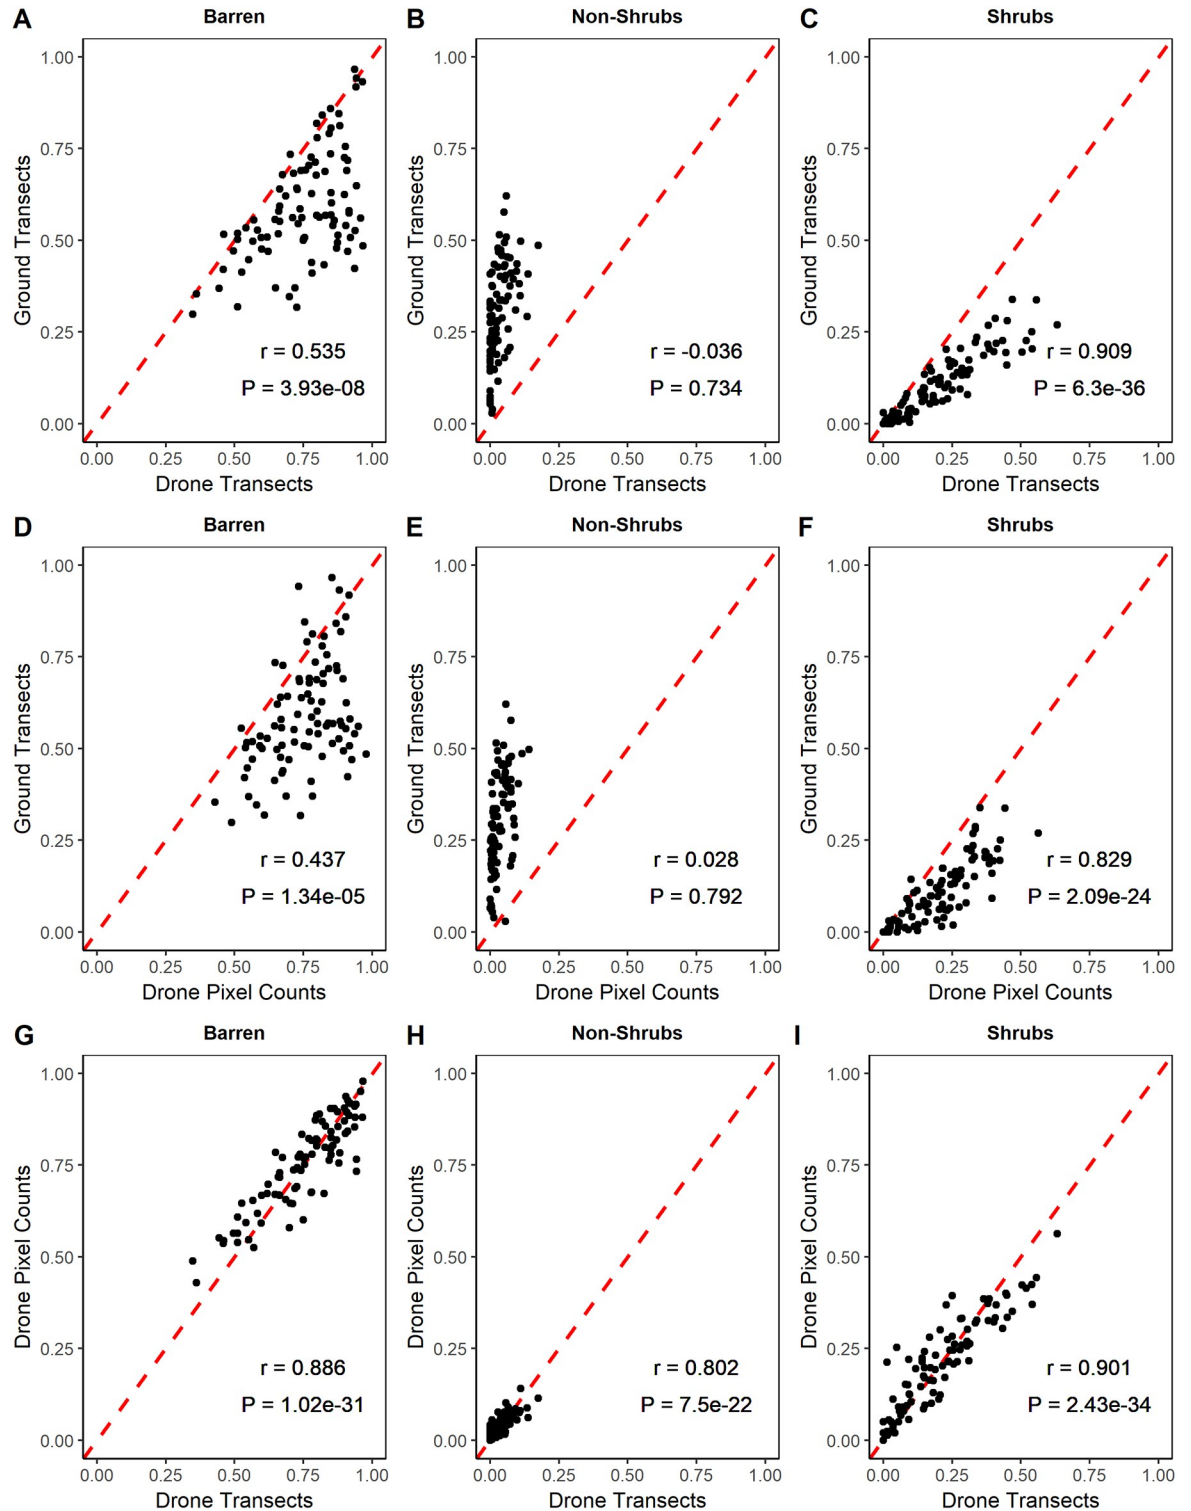 A Barren
B Non-Shrubs
C Shrubs
Ground Transects
1.00
0.75
0.50
0.25
0.00
r = 0.535
P = 3.93e-08
0.00 0.25 0.50 0.75 1.00
Drone Transects
Ground Transects
1.00
0.75
0.50
0.25
0.00
r = -0.036
P = 0.734
0.00 0.25 0.50 0.75 1.00
Drone Transects
Ground Transects
1.00
0.75
0.50
0.25
0.00
r = 0.909
P = 6.3e-36
0.00 0.25 0.50 0.75 1.00
Drone Transects
D Barren
E Non-Shrubs
F Shrubs
Ground Transects
1.00
0.75
0.50
0.25
0.00
r = 0.437
P = 1.34e-05
0.00 0.25 0.50 0.75 1.00
Drone Pixel Counts
Ground Transects
1.00
0.75
0.50
0.25
0.00
r = 0.028
P = 0.792
0.00 0.25 0.50 0.75 1.00
Drone Pixel Counts
Ground Transects
1.00
0.75
0.50
0.25
0.00
r = 0.829
P = 2.09e-24
0.00 0.25 0.50 0.75 1.00
Drone Pixel Counts
G Barren
H Non-Shrubs
I Shrubs
Drone Pixel Counts
1.00
0.75
0.50
0.25
0.00
r = 0.886
P = 1.02e-31
0.00 0.25 0.50 0.75 1.00
Drone Transects
Drone Pixel Counts
1.00
0.75
0.50
0.25
0.00
r = 0.802
P = 7.5e-22
0.00 0.25 0.50 0.75 1.00
Drone Transects
Drone Pixel Counts
1.00
0.75
0.50
0.25
0.00
r = 0.901
P = 2.43e-34
0.00 0.25 0.50 0.75 1.00
Drone Transects